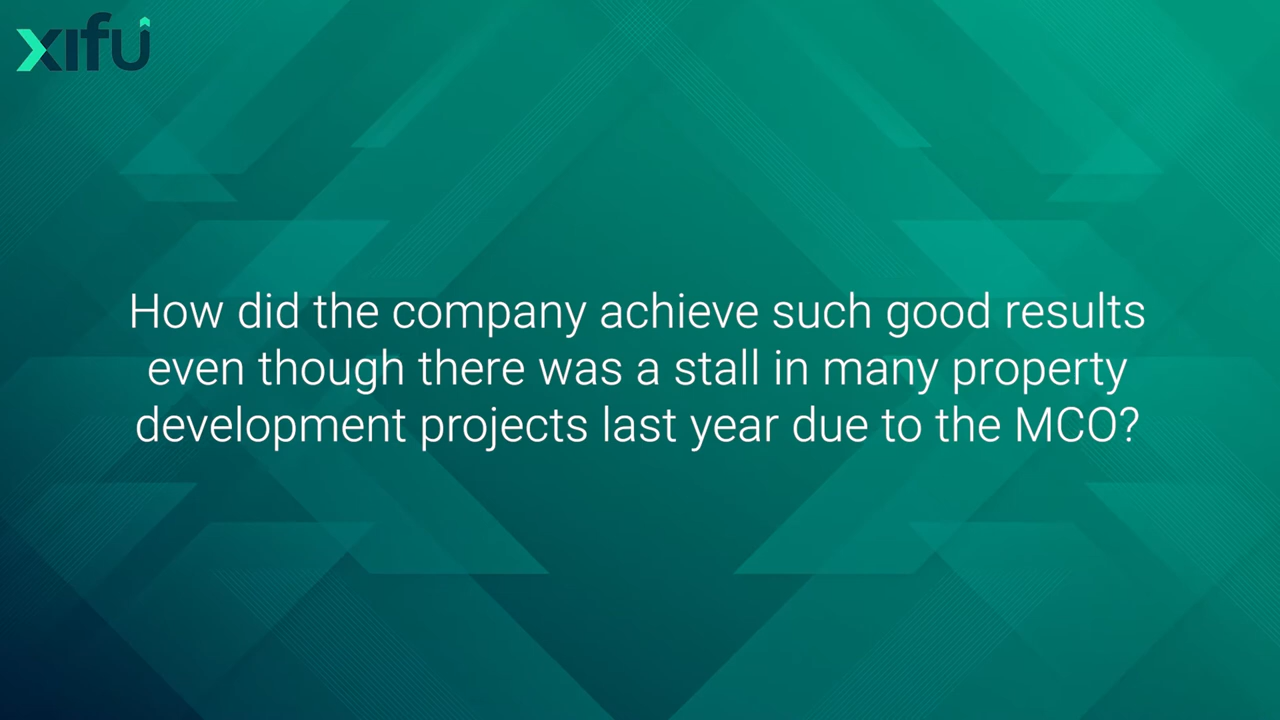 xifu
How did the company achieve such good results
even though there was a stall in many property
development projects last year due to the MCO?